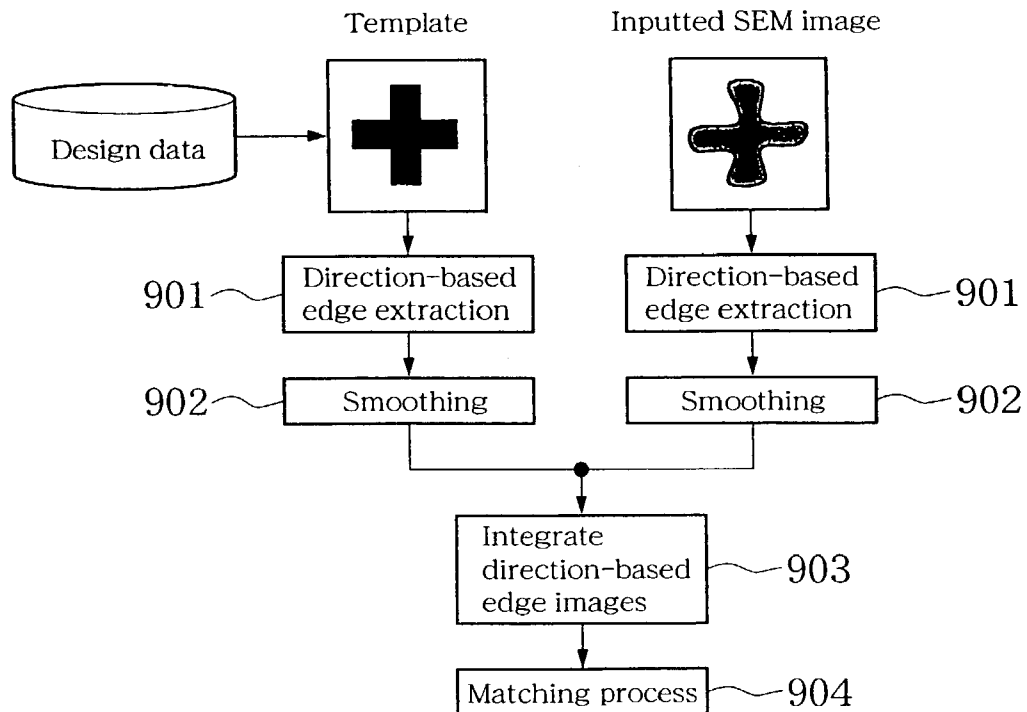 Template
Inputted SEM image
Design data
Direction-based
edge extraction
901
Direction-based
edge extraction
901
902
Smoothing
Smoothing
902
Integrate
direction-based
edge images
903
Matching process
904